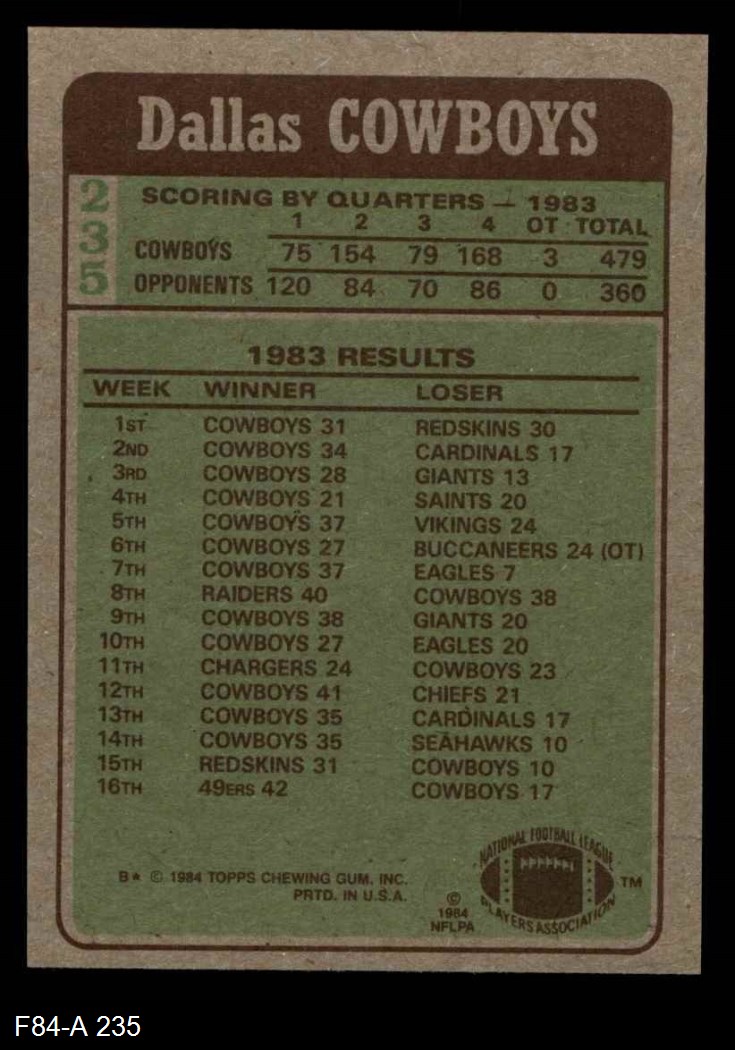 Dallas COWBOYS
235
SCORING BY QUARTERS — 1983
1 2 3 4 OT TOTAL
COWBOYS 75 154 79 168 3 479
OPPONENTS 120 84 70 86 0 360
1983 RESULTS
WEEK WINNER LOSER
1ST COWBOYS 31 REDSKINS 30
2ND COWBOYS 34 CARDINALS 17
3RD COWBOYS 28 GIANTS 13
4TH COWBOYS 21 SAINTS 20
5TH COWBOYS 37 VIKINGS 24
6TH COWBOYS 27 BUCCANEERS 24 (OT)
7TH COWBOYS 37 EAGLES 7
8TH RAIDERS 40 COWBOYS 38
9TH COWBOYS 38 GIANTS 20
10TH COWBOYS 27 EAGLES 20
11TH CHARGERS 24 COWBOYS 23
12TH COWBOYS 41 CHIEFS 21
13TH COWBOYS 35 CARDINALS 17
14TH COWBOYS 35 SEAHAWKS 10
15TH REDSKINS 31 COWBOYS 10
16TH 49ERS 42 COWBOYS 17
B* © 1984 TOPPS CHEWING GUM, INC.
PRTD. IN U.S.A.
© 1984 NFLPA
NATIONAL FOOTBALL LEAGUE
PLAYERS ASSOCIATION
TM
F84-A 235